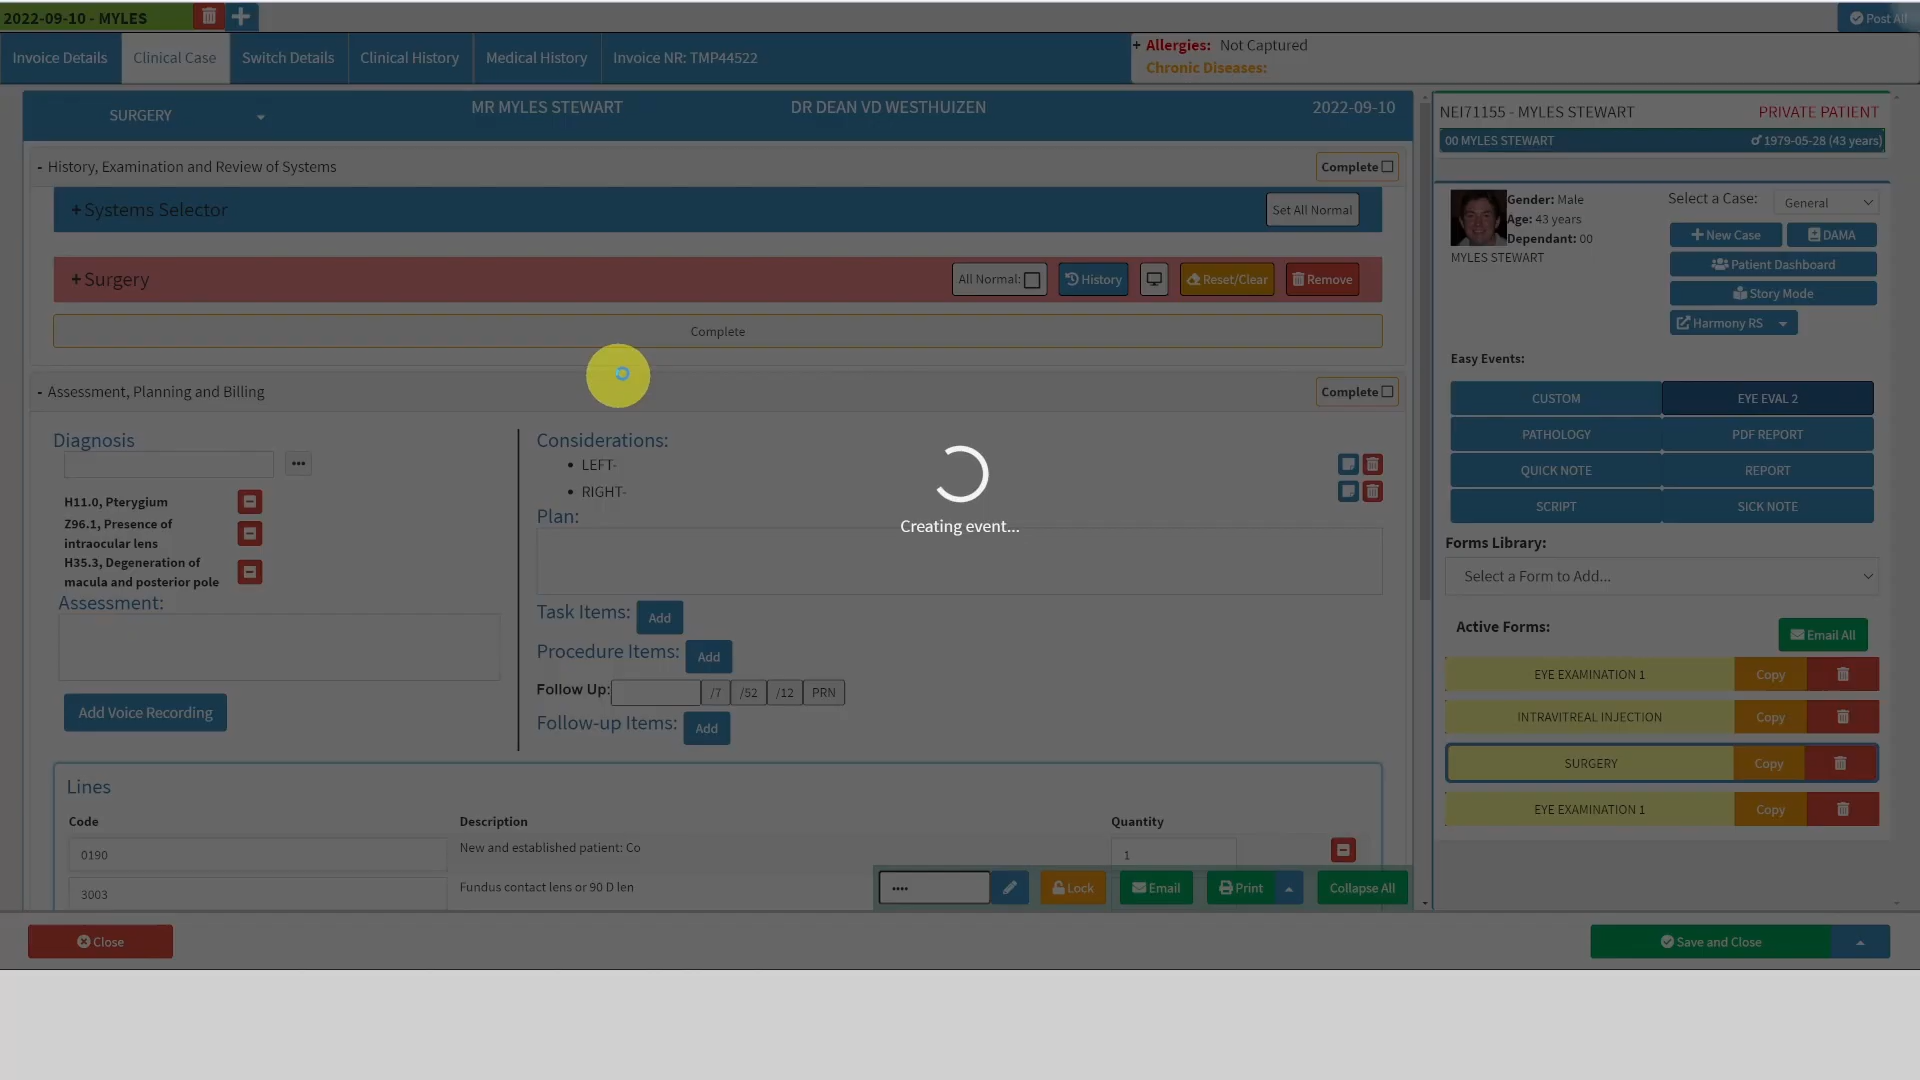 2022-09-10 - MYLES
Post All
Invoice Details
Clinical Case
Switch Details
Clinical History
Medical History
Invoice NR: TMP44522
+ Allergies: Not Captured
Chronic Diseases:
SURGERY
MR MYLES STEWART
DR DEAN VD WESTHUIZEN
2022-09-10
- History, Examination and Review of Systems
Complete
+ Systems Selector
Set All Normal
+ Surgery
All Normal:
History
Reset/Clear
Remove
Complete
- Assessment, Planning and Billing
Complete
Diagnosis
...
H11.0, Pterygium
Z96.1, Presence of
intraocular lens
H35.3, Degeneration of
macula and posterior pole
Assessment:
Add Voice Recording
Considerations:
• LEFT-
• RIGHT-
Plan:
Task Items: Add
Procedure Items: Add
Follow Up: /7 /52 /12 PRN
Follow-up Items: Add
Creating event...
Lines
Code Description Quantity
0190 New and established patient: Co 1
3003 Fundus contact lens or 90 D len
····
Lock
Email
Print
Collapse All
Close
Save and Close
NEI71155 - MYLES STEWART PRIVATE PATIENT
00 MYLES STEWART 1979-05-28 (43 years)
Gender: Male
Age: 43 years
Dependant: 00
MYLES STEWART
Select a Case: General
+ New Case
DAMA
Patient Dashboard
Story Mode
Harmony RS
Easy Events:
CUSTOM EYE EVAL 2
PATHOLOGY PDF REPORT
QUICK NOTE REPORT
SCRIPT SICK NOTE
Forms Library:
Select a Form to Add...
Active Forms:
Email All
EYE EXAMINATION 1 Copy
INTRAVITREAL INJECTION Copy
SURGERY Copy
EYE EXAMINATION 1 Copy